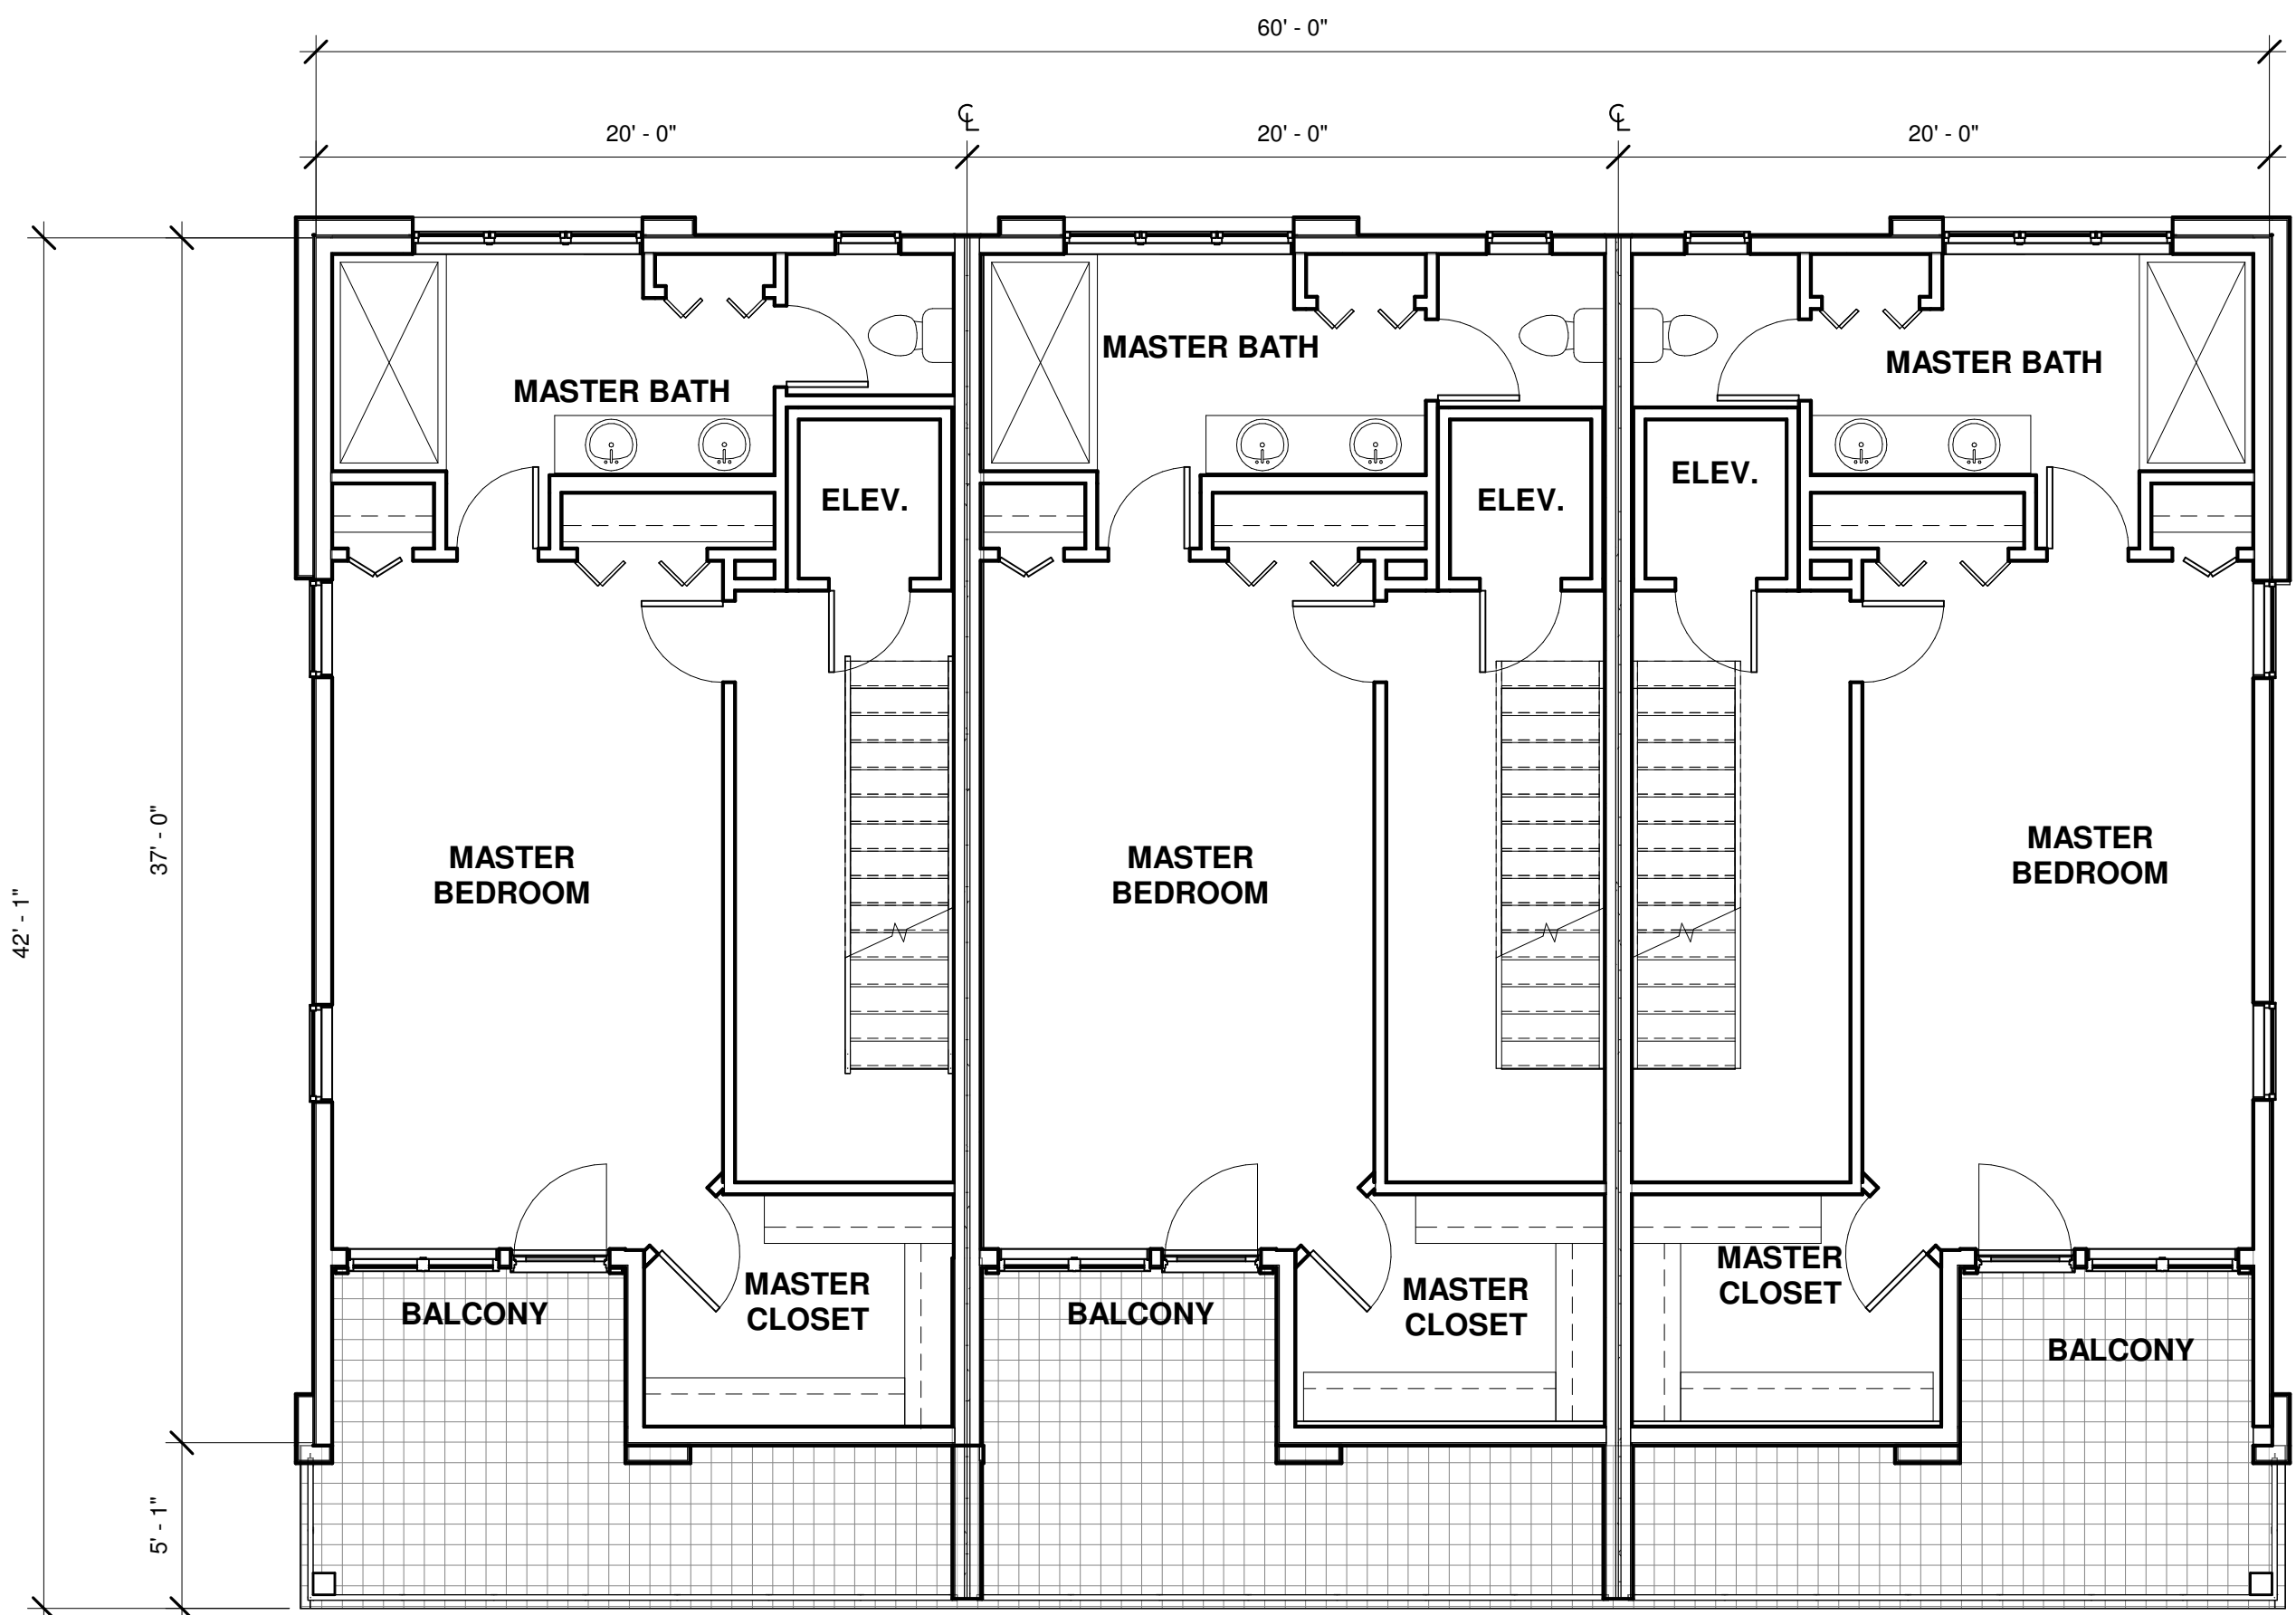 60' - 0"
℄
℄
20' - 0"
20' - 0"
20' - 0"
MASTER BATH
MASTER BATH
MASTER BATH
ELEV.
ELEV.
ELEV.
37' - 0"
42' - 1"
MASTER
BEDROOM
MASTER
BEDROOM
MASTER
BEDROOM
MASTER
CLOSET
MASTER
CLOSET
MASTER
CLOSET
BALCONY
BALCONY
BALCONY
5' - 1"